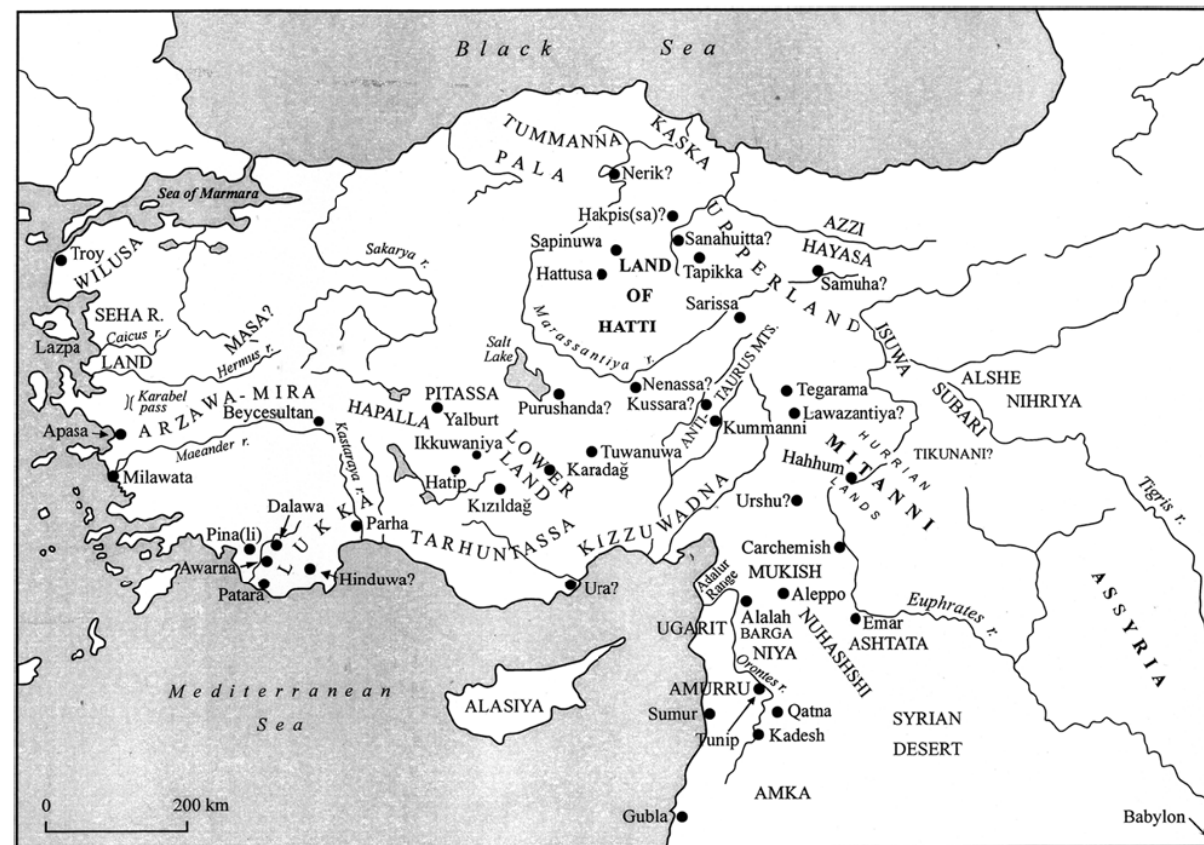 Black Sea
TUMMANNA
KASKA
PALA
Nerik?
Sea of Marmara
Hakpis(sa)?
UPPER LAND
AZZI
Troy
WILUSA
Sakarya r.
Sapinuwa
Sanahuitta?
HAYASA
Hattusa
LAND
OF
HATTI
Tapikka
Samuha?
SEHA R.
LAND
Caicus r.
MASA?
Sarissa
Lazpa
Hermus r.
Marassantiya r.
ISUWA
Salt
Lake
ANTI-TAURUS MTS.
ALSHE
Karabel
pass
ARZAWA-MIRA
PITASSA
Nenassa?
Tegarama
SUBARI
NIHRIYA
Beycesultan
HAPALLA
Yalburt
Purushanda?
Kussara?
Lawazantiya?
Apasa
Kummanni
Maeander r.
Kastaraya r.
Ikkuwaniya
LOWER
LAND
Tuwanuwa
MITANNI
HURRIAN
LANDS
TIKUNANI?
Milawata
Hatip
Karadağ
Hahhum
Kızıldağ
Urshu?
Tigris r.
Dalawa
LUKKA
Parha
TARHUNTASSA
KIZZUWADNA
Pina(li)
Carchemish
Awarna
Hinduwa?
Ura?
Adalur
Range
MUKISH
Patara
Aleppo
Euphrates r.
ASSYRIA
Alalah
Emar
UGARIT
BARGA
ASHTATA
NIYA
NUHASHSHI
Orontes r.
Mediterranean
Sea
ALASIYA
AMURRU
Sumur
Qatna
SYRIAN
DESERT
Tunip
Kadesh
AMKA
0 200 km
Gubla
Babylon